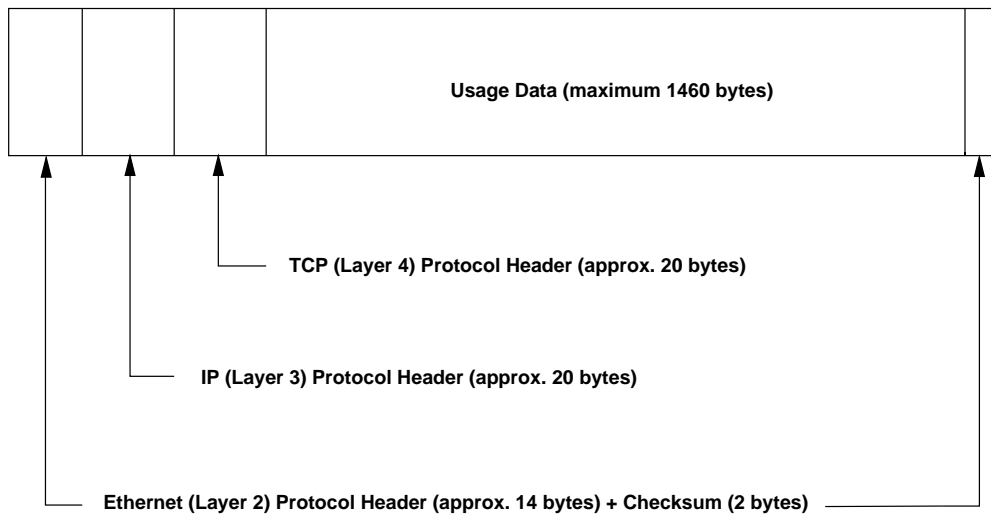 Usage Data (maximum 1460 bytes)
TCP (Layer 4) Protocol Header (approx. 20 bytes)
IP (Layer 3) Protocol Header (approx. 20 bytes)
Ethernet (Layer 2) Protocol Header (approx. 14 bytes) + Checksum (2 bytes)